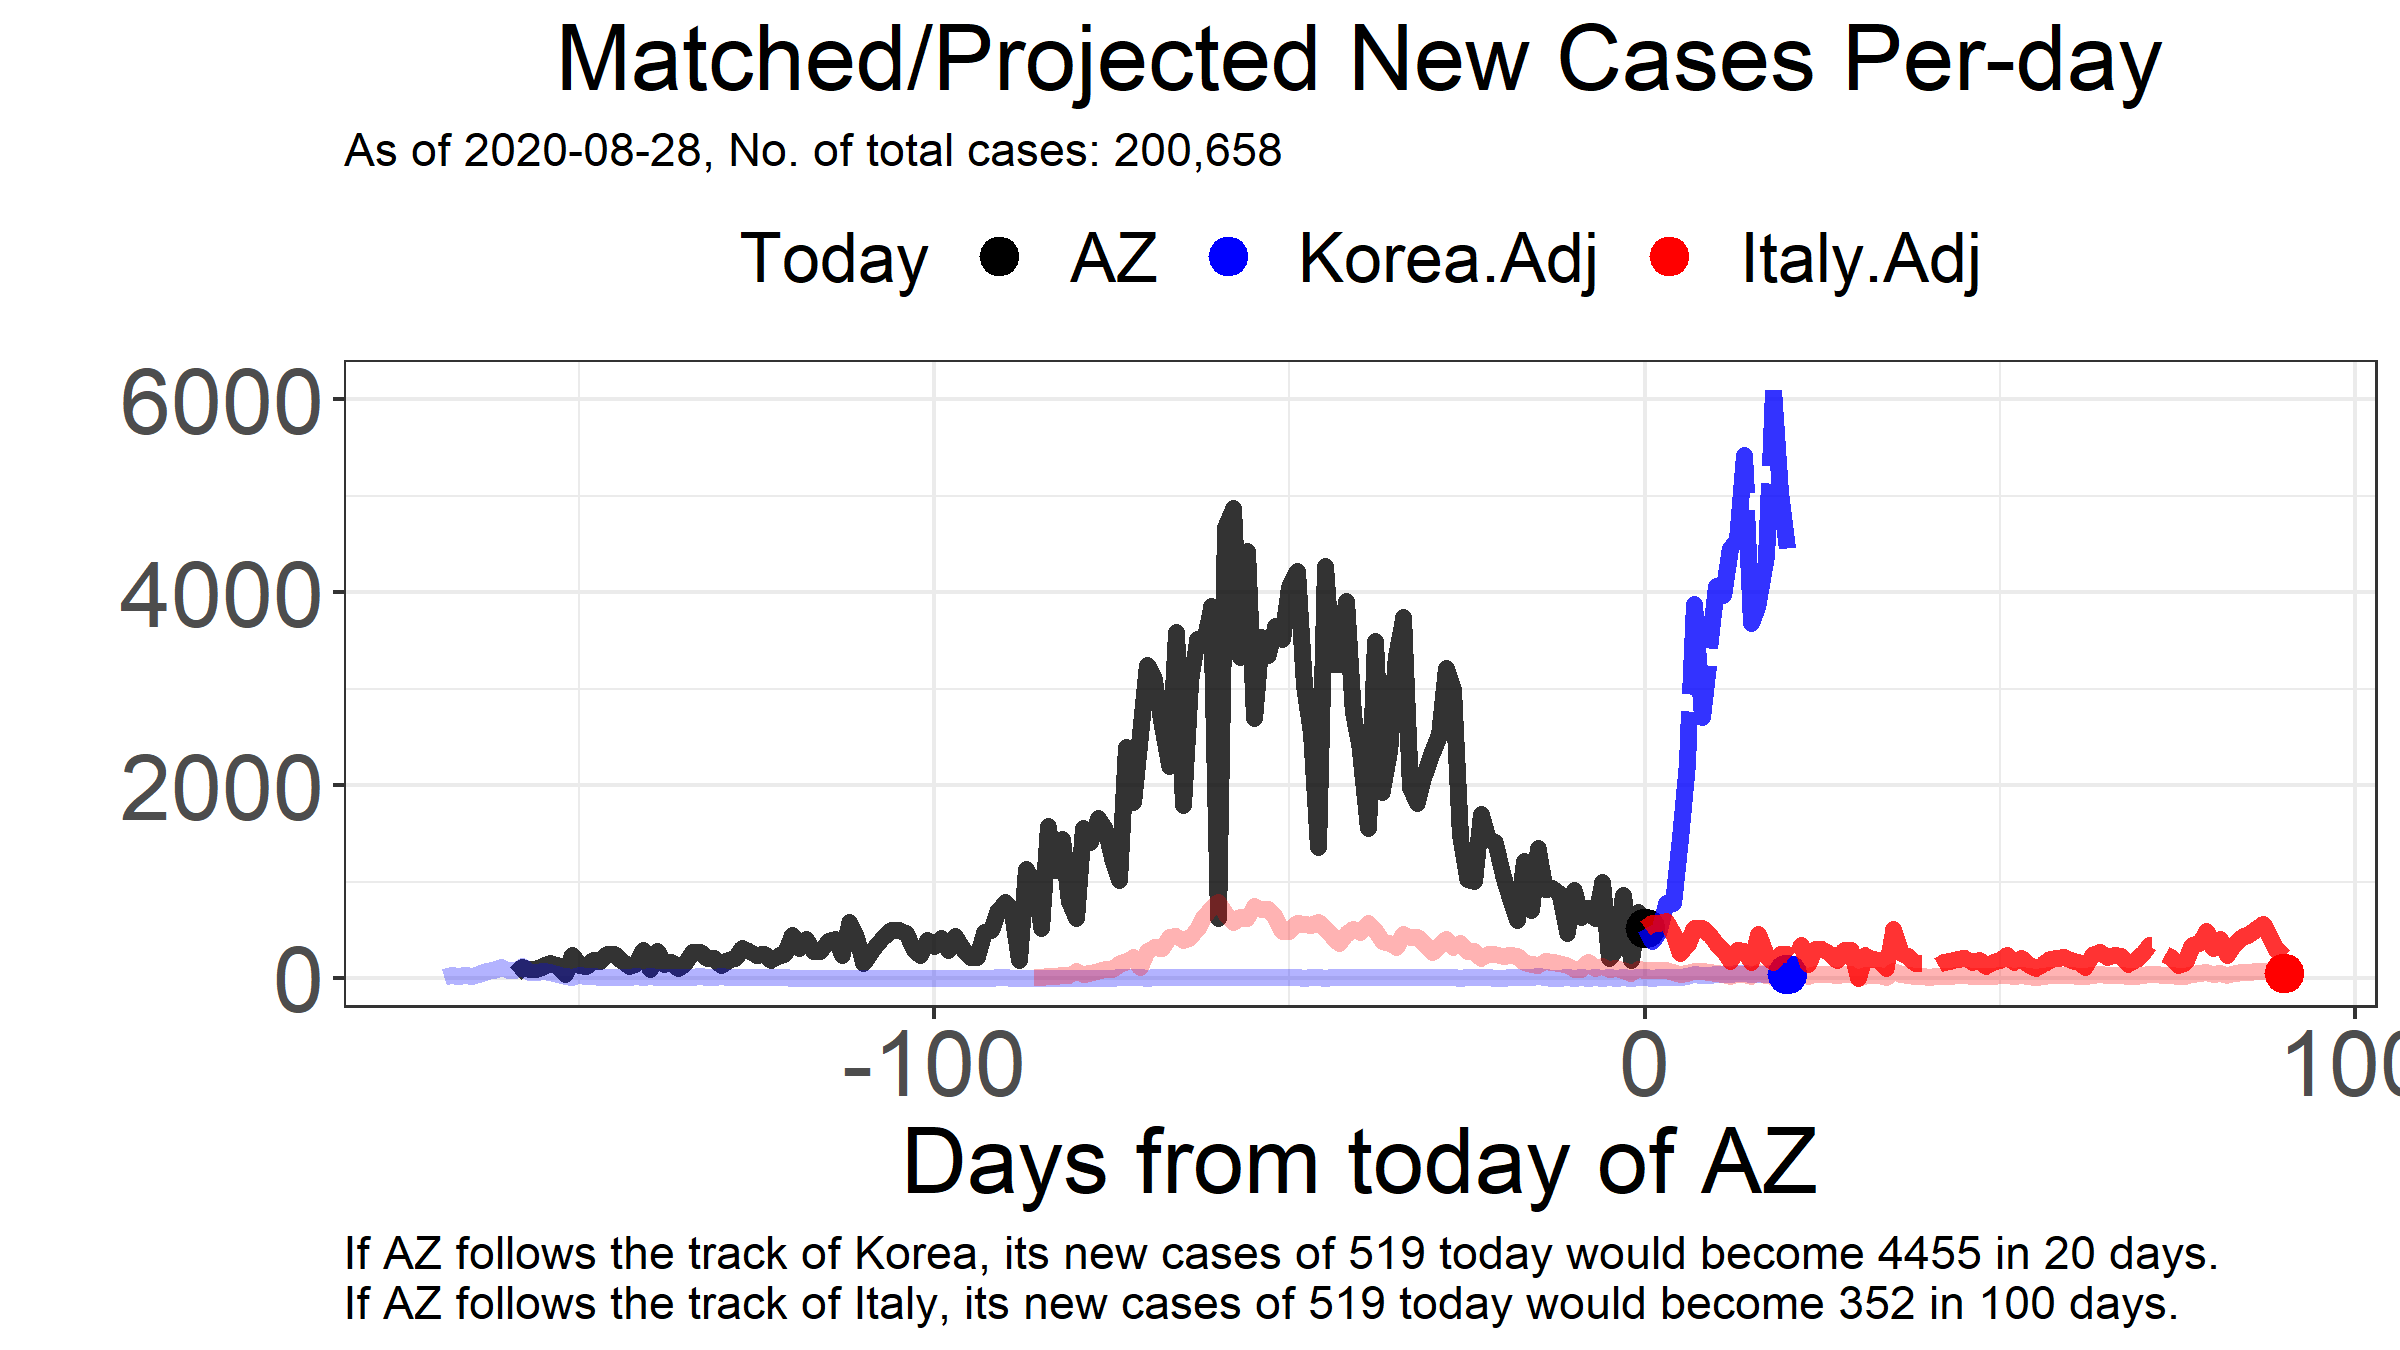 Matched/Projected New Cases Per-day
As of 2020-08-28, No. of total cases: 200,658
Today AZ Korea.Adj Italy.Adj
6000
4000
2000
0
-100 0 100
Days from today of AZ
If AZ follows the track of Korea, its new cases of 519 today would become 4455 in 20 days.
If AZ follows the track of Italy, its new cases of 519 today would become 352 in 100 days.